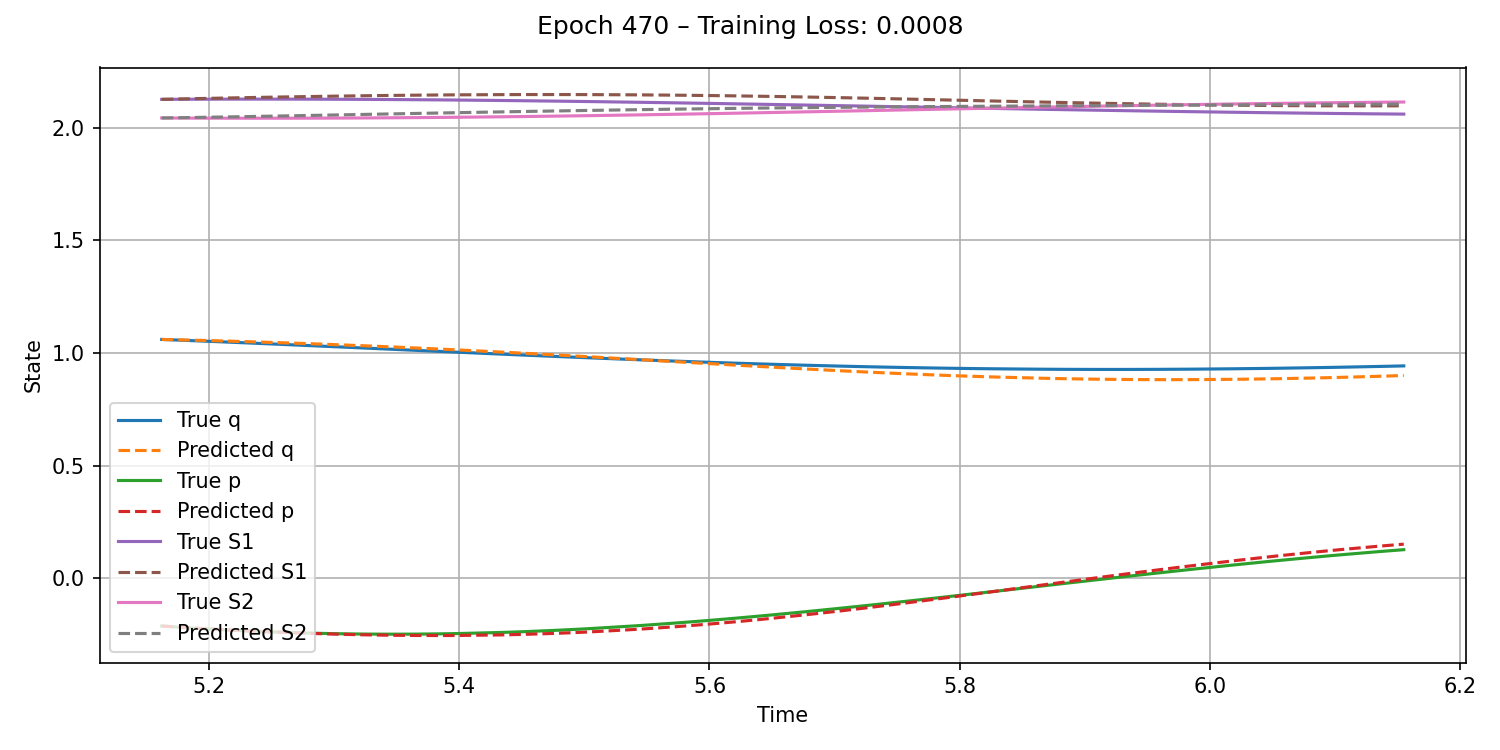 Epoch 470 – Training Loss: 0.0008
2.0
1.5
1.0
0.5
0.0
State
True q
Predicted q
True p
Predicted p
True S1
Predicted S1
True S2
Predicted S2
5.2 5.4 5.6 5.8 6.0 6.2
Time